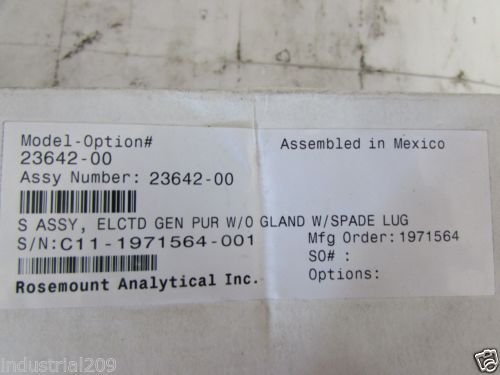 Model-Option#
23642-00
Assembled in Mexico
Assy Number: 23642-00
S ASSY, ELCTD GEN PUR W/O GLAND W/SPADE LUG
S/N:C11-1971564-001
Mfg Order:1971564
SO# :
Options:
Rosemount Analytical Inc.
industrial209